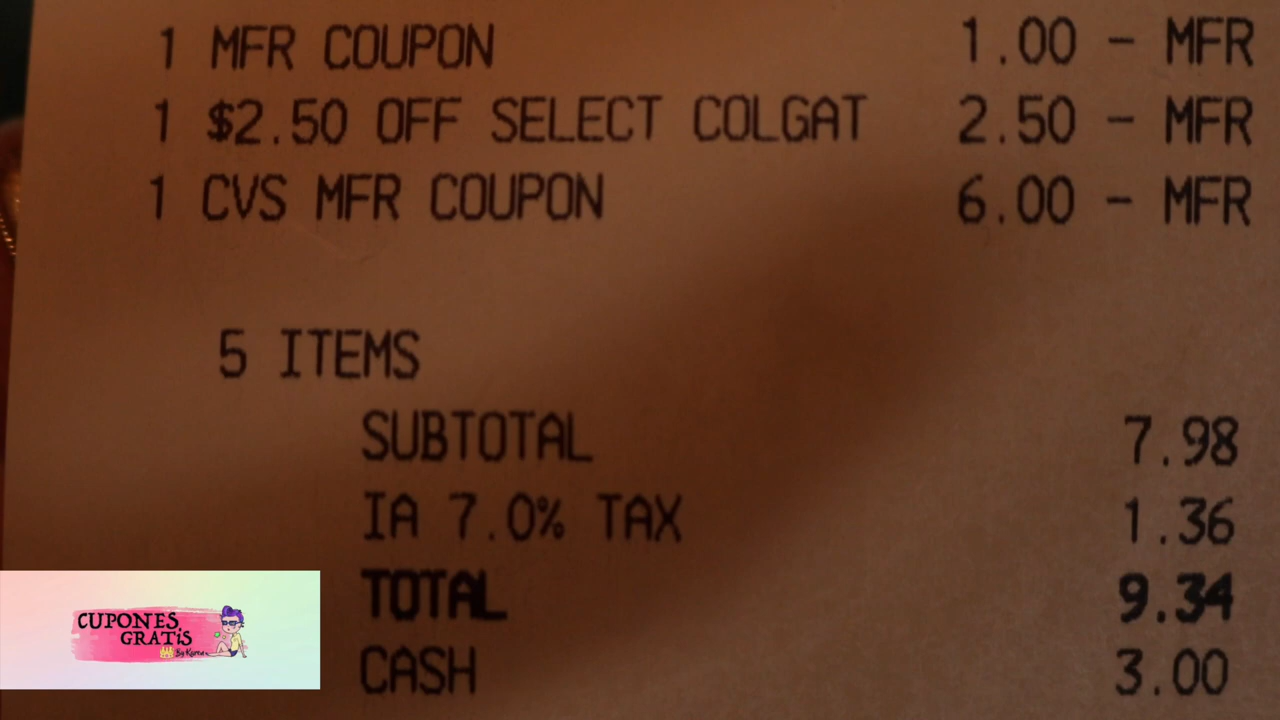 1 MFR COUPON 1.00 - MFR
1 $2.50 OFF SELECT COLGAT 2.50 - MFR
1 CVS MFR COUPON 6.00 - MFR
5 ITEMS
SUBTOTAL 7.98
IA 7.0% TAX 1.36
TOTAL 9.34
CASH 3.00
CUPONES
GRATiS
By Karen